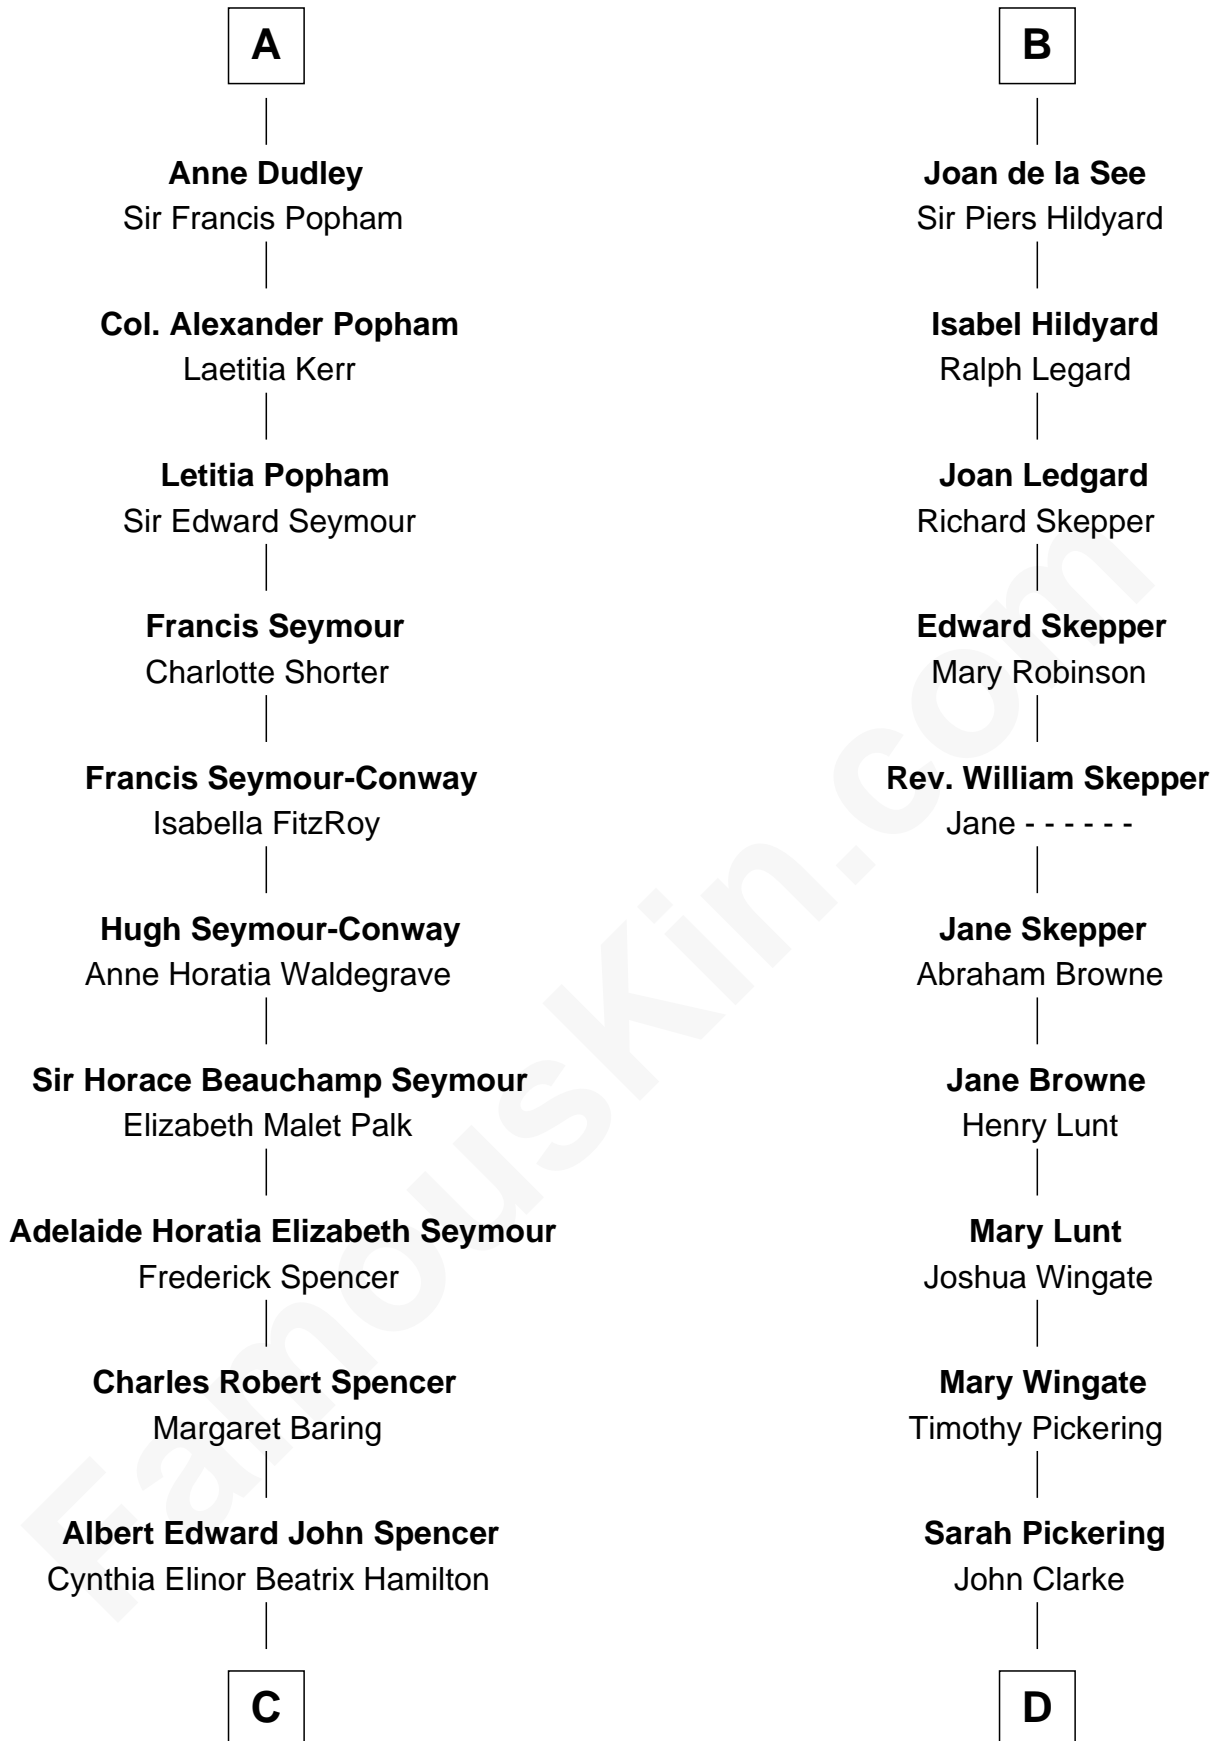 A
Anne Dudley
Sir Francis Popham
Col. Alexander Popham
Laetitia Kerr
Letitia Popham
Sir Edward Seymour
Francis Seymour
Charlotte Shorter
Francis Seymour-Conway
Isabella FitzRoy
Hugh Seymour-Conway
Anne Horatia Waldegrave
Sir Horace Beauchamp Seymour
Elizabeth Malet Palk
Adelaide Horatia Elizabeth Seymour
Frederick Spencer
Charles Robert Spencer
Margaret Baring
Albert Edward John Spencer
Cynthia Elinor Beatrix Hamilton
C
B
Joan de la See
Sir Piers Hildyard
Isabel Hildyard
Ralph Legard
Joan Ledgard
Richard Skepper
Edward Skepper
Mary Robinson
Rev. William Skepper
Jane - - - - - -
Jane Skepper
Abraham Browne
Jane Browne
Henry Lunt
Mary Lunt
Joshua Wingate
Mary Wingate
Timothy Pickering
Sarah Pickering
John Clarke
D
FamousKin.com